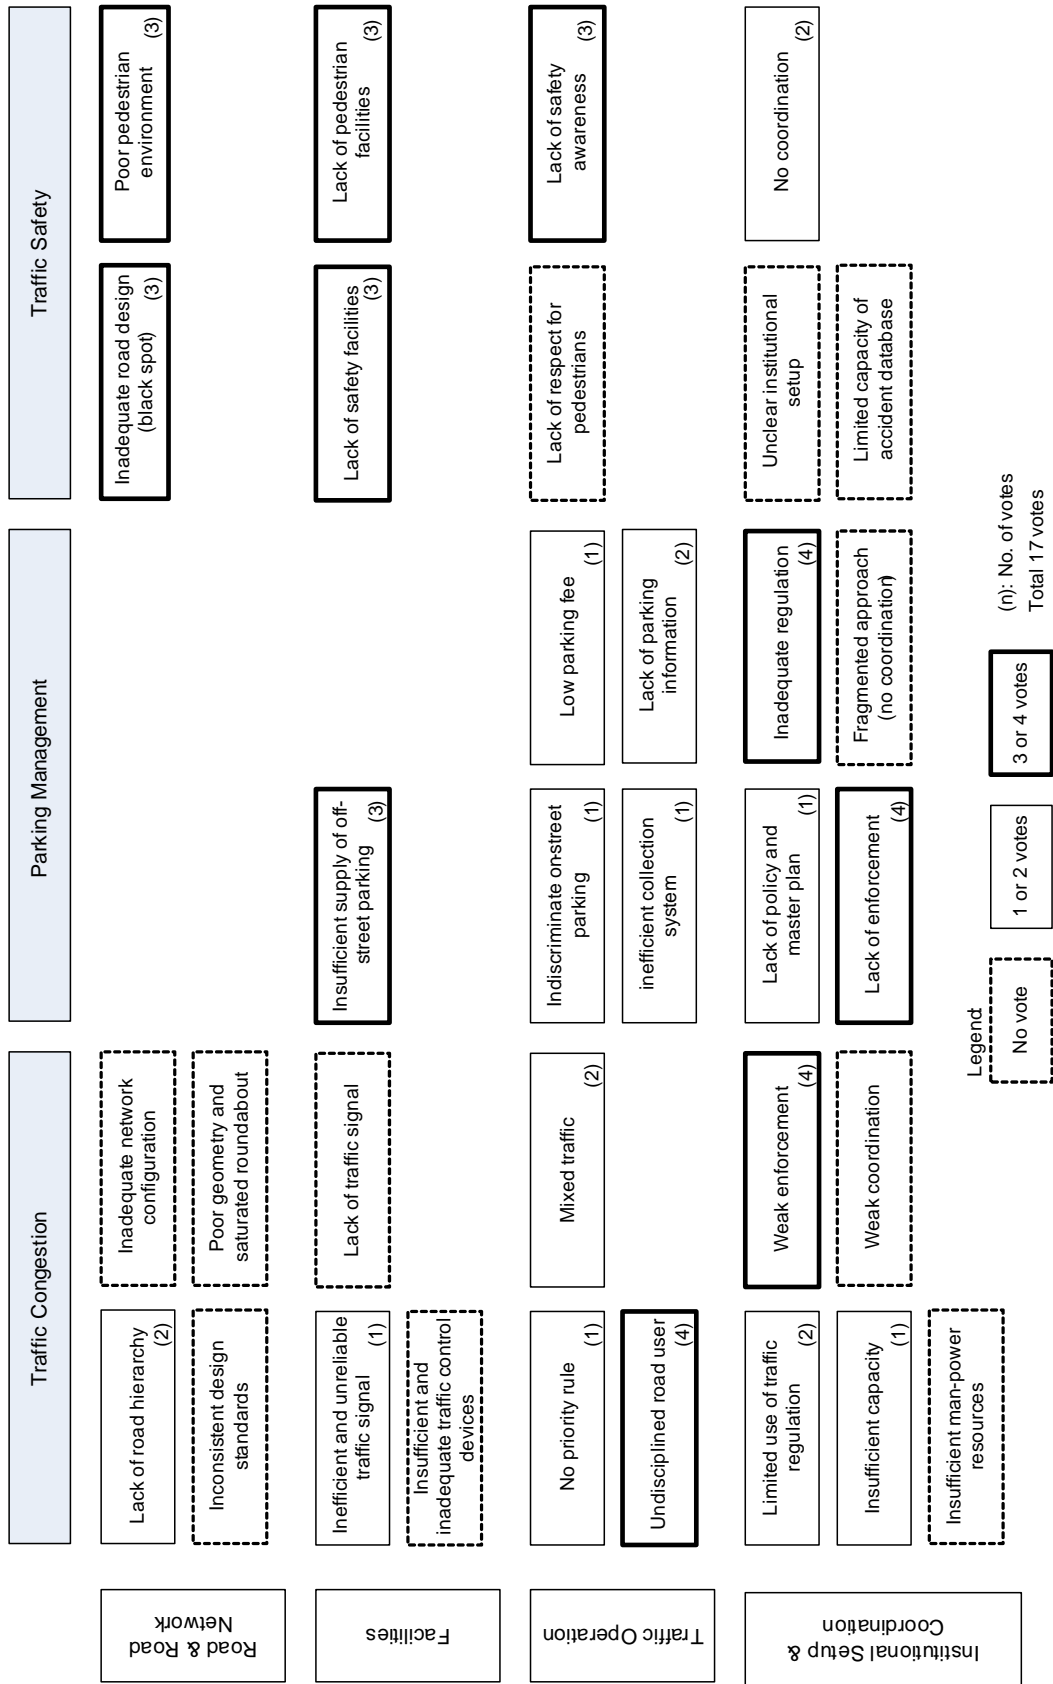 Traffic Congestion
Parking Management
Traffic Safety
Road & Road
Network
Lack of road hierarchy
(2)
Inadequate network
configuration
Inadequate road design
(black spot)
(3)
Poor pedestrian
environment
(3)
Inconsistent design
standards
Poor geometry and
saturated roundabout
Facilities
Inefficient and unreliable
traffic signal
(1)
Lack of traffic signal
Insufficient supply of off-
street parking
(3)
Lack of safety facilities
(3)
Lack of pedestrian
facilities
(3)
Insufficient and
inadequate traffic control
devices
Traffic Operation
No priority rule
(1)
Mixed traffic
(2)
Indiscriminate on-street
parking
(1)
Low parking fee
(1)
Lack of respect for
pedestrians
Lack of safety
awareness
(3)
Undisciplined road user
(4)
inefficient collection
system
(1)
Lack of parking
information
(2)
Institutional Setup &
Coordination
Limited use of traffic
regulation
(2)
Weak enforcement
(4)
Lack of policy and
master plan
(1)
Inadequate regulation
(4)
Unclear institutional
setup
No coordination
(2)
Insufficient capacity
(1)
Weak coordination
Lack of enforcement
(4)
Fragmented approach
(no coordination)
Limited capacity of
accident database
Insufficient man-power
resources
Legend:
No vote
1 or 2 votes
3 or 4 votes
(n): No. of votes
Total 17 votes